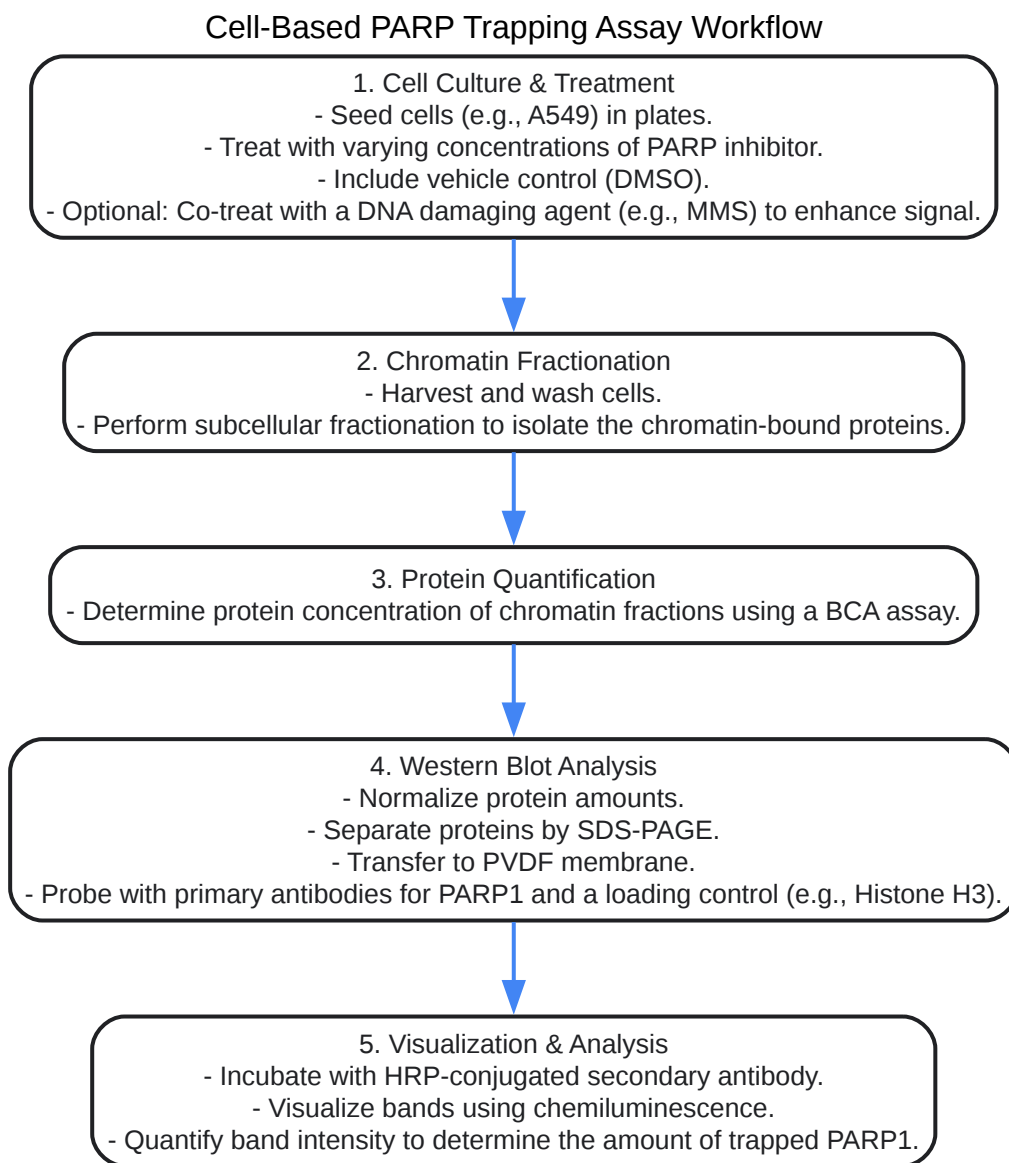 Cell-Based PARP Trapping Assay Workflow
1. Cell Culture & Treatment
- Seed cells (e.g., A549) in plates.
- Treat with varying concentrations of PARP inhibitor.
- Include vehicle control (DMSO).
- Optional: Co-treat with a DNA damaging agent (e.g., MMS) to enhance signal.
2. Chromatin Fractionation
- Harvest and wash cells.
- Perform subcellular fractionation to isolate the chromatin-bound proteins.
3. Protein Quantification
- Determine protein concentration of chromatin fractions using a BCA assay.
4. Western Blot Analysis
- Normalize protein amounts.
- Separate proteins by SDS-PAGE.
- Transfer to PVDF membrane.
- Probe with primary antibodies for PARP1 and a loading control (e.g., Histone H3).
5. Visualization & Analysis
- Incubate with HRP-conjugated secondary antibody.
- Visualize bands using chemiluminescence.
- Quantify band intensity to determine the amount of trapped PARP1.